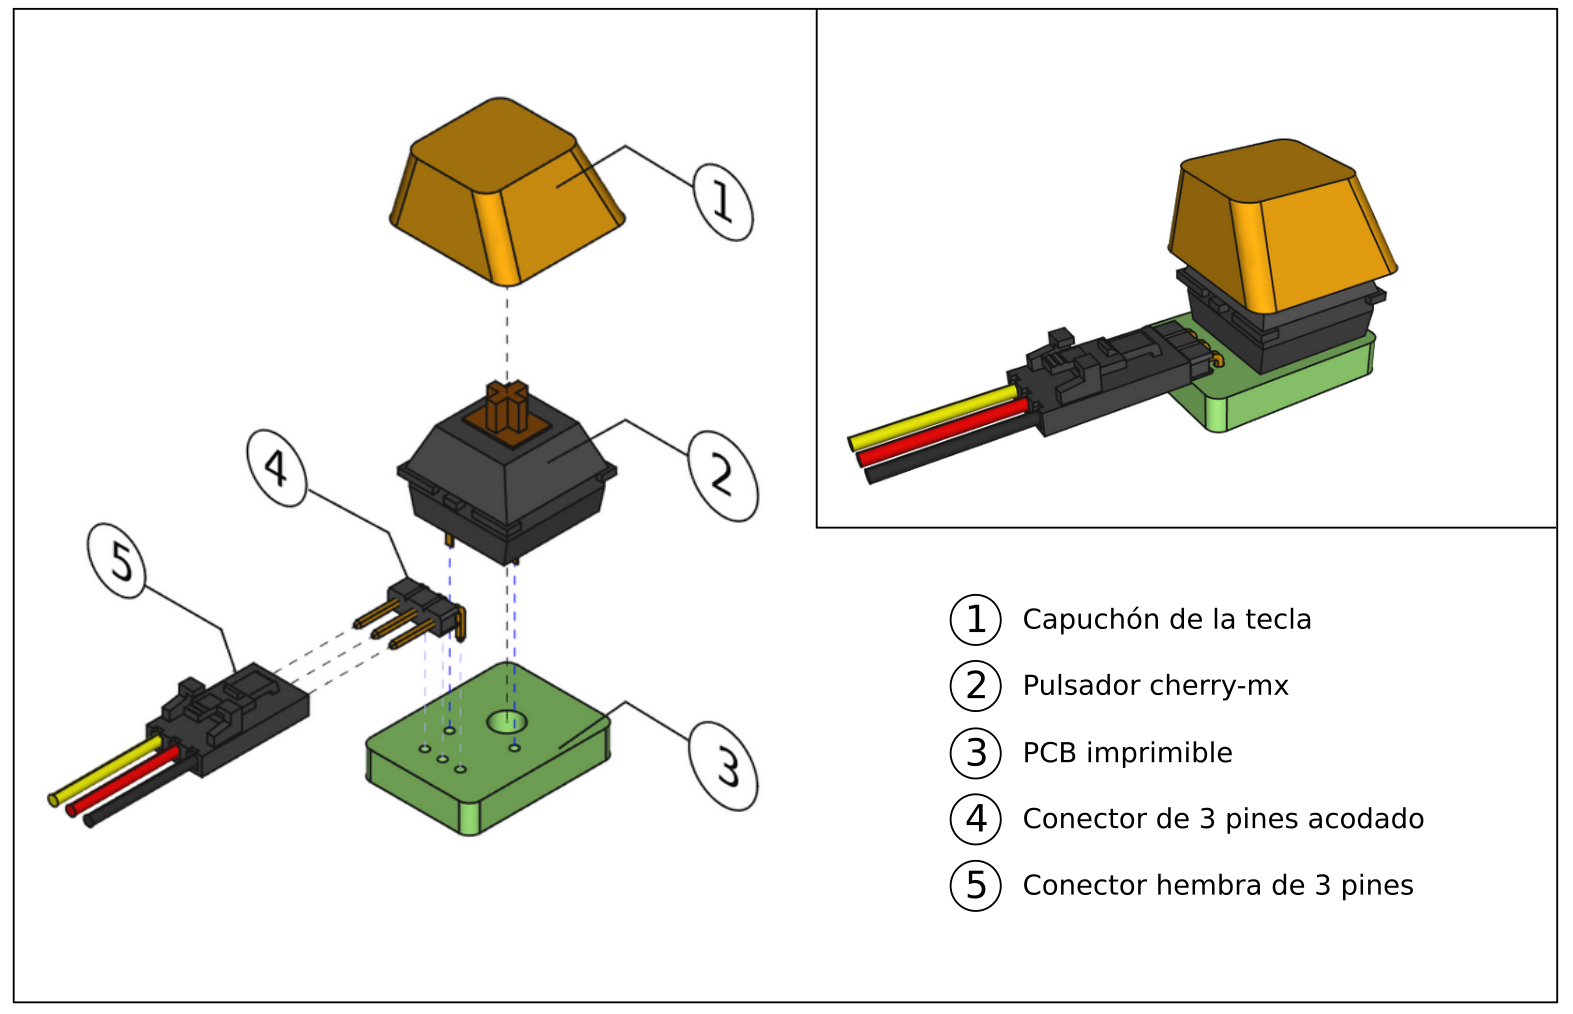 1
2
4
5
3
1 Capuchón de la tecla
2 Pulsador cherry-mx
3 PCB imprimible
4 Conector de 3 pines acodado
5 Conector hembra de 3 pines